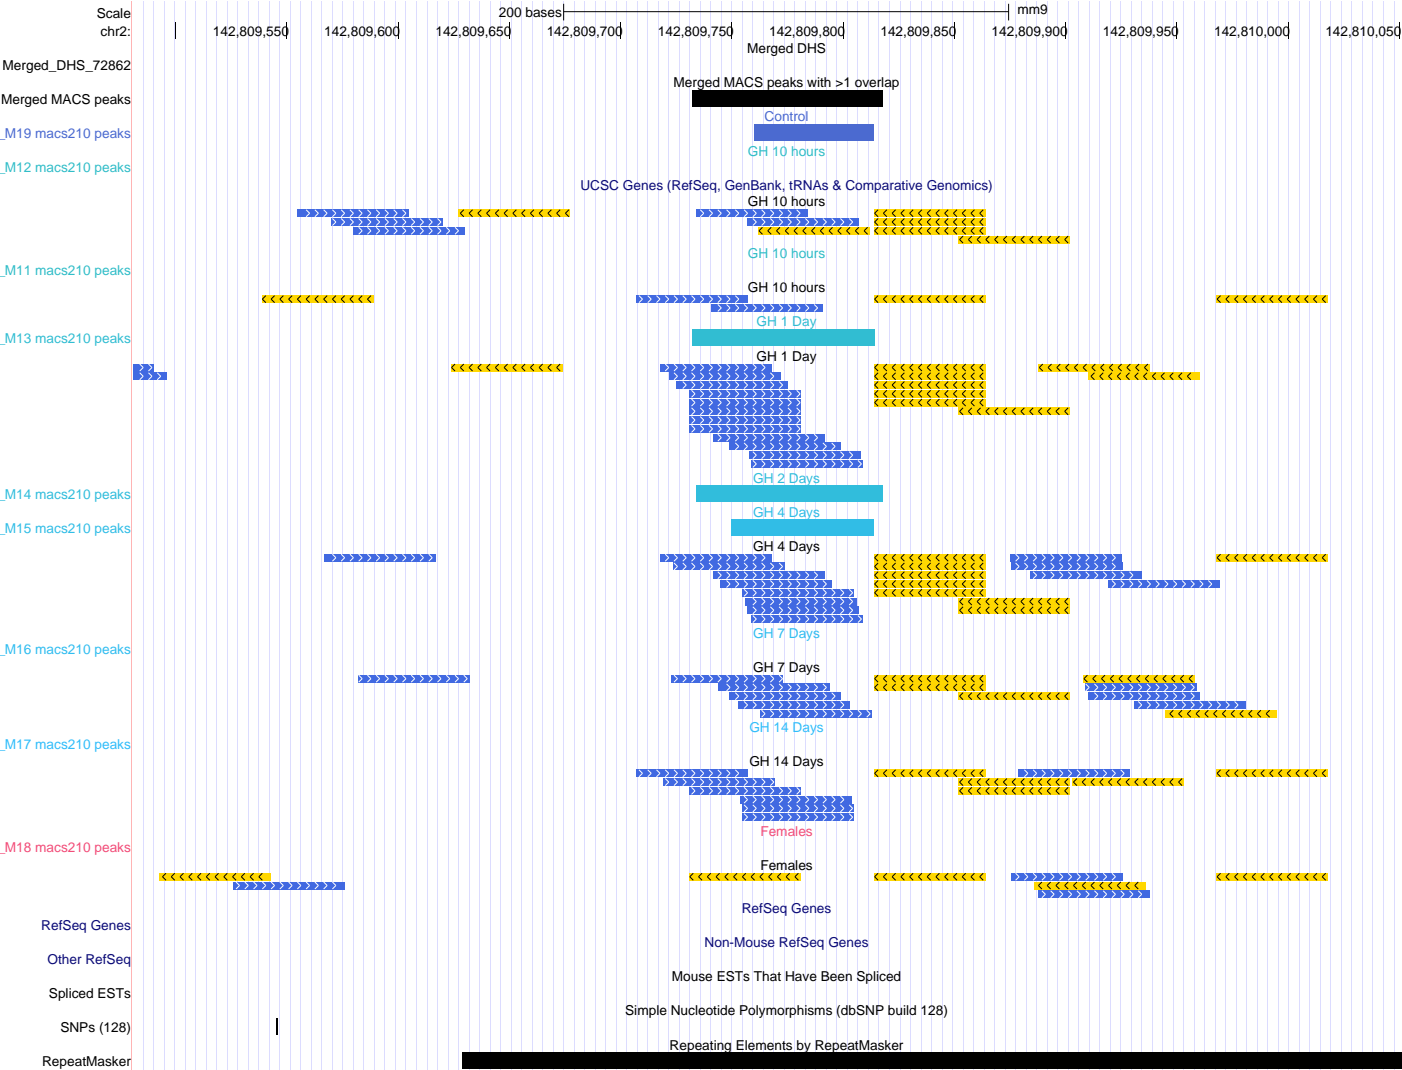 Scale 200 bases mm9
chr2: 142,809,550 142,809,600 142,809,650 142,809,700 142,809,750 142,809,800 142,809,850 142,809,900 142,809,950 142,810,000 142,810,050
Merged DHS
Merged_DHS_72862
Merged MACS peaks with >1 overlap
Merged MACS peaks
Control
_M19 macs210 peaks
GH 10 hours
_M12 macs210 peaks
UCSC Genes (RefSeq, GenBank, tRNAs & Comparative Genomics)
GH 10 hours
GH 10 hours
_M11 macs210 peaks
GH 10 hours
GH 1 Day
_M13 macs210 peaks
GH 1 Day
GH 2 Days
_M14 macs210 peaks
GH 4 Days
_M15 macs210 peaks
GH 4 Days
GH 7 Days
_M16 macs210 peaks
GH 7 Days
GH 14 Days
_M17 macs210 peaks
GH 14 Days
Females
_M18 macs210 peaks
Females
RefSeq Genes
RefSeq Genes
Non-Mouse RefSeq Genes
Other RefSeq
Mouse ESTs That Have Been Spliced
Spliced ESTs
Simple Nucleotide Polymorphisms (dbSNP build 128)
SNPs (128)
Repeating Elements by RepeatMasker
RepeatMasker